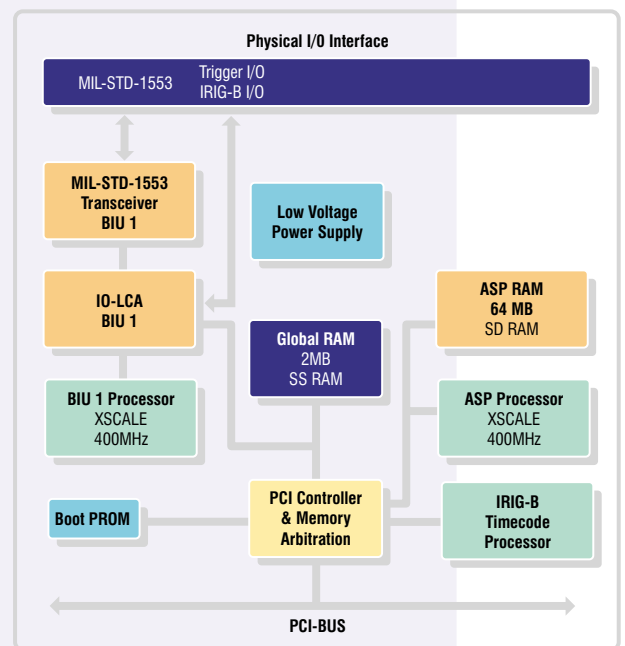 Physical I/O Interface
MIL-STD-1553
Trigger I/O
IRIG-B I/O
MIL-STD-1553
Transceiver
BIU 1
Low Voltage
Power Supply
IO-LCA
BIU 1
Global RAM
2MB
SS RAM
ASP RAM
64 MB
SD RAM
BIU 1 Processor
XSCALE
400MHz
ASP Processor
XSCALE
400MHz
Boot PROM
PCI Controller
& Memory
Arbitration
IRIG-B
Timecode
Processor
PCI-BUS